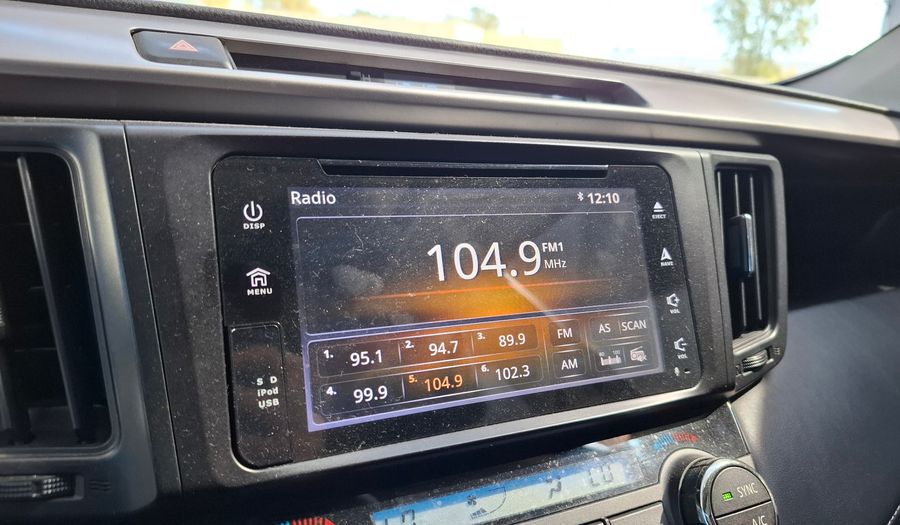 Radio 12:10
DISP
EJECT
104.9 FM1
MHz
MENU
NAVI
VOL
1. 95.1 2. 94.7 3. 89.9 FM AS SCAN
4. 99.9 5. 104.9 6. 102.3 AM
VOL
S D
iPod
USB
LO LO
SYNC
A/C